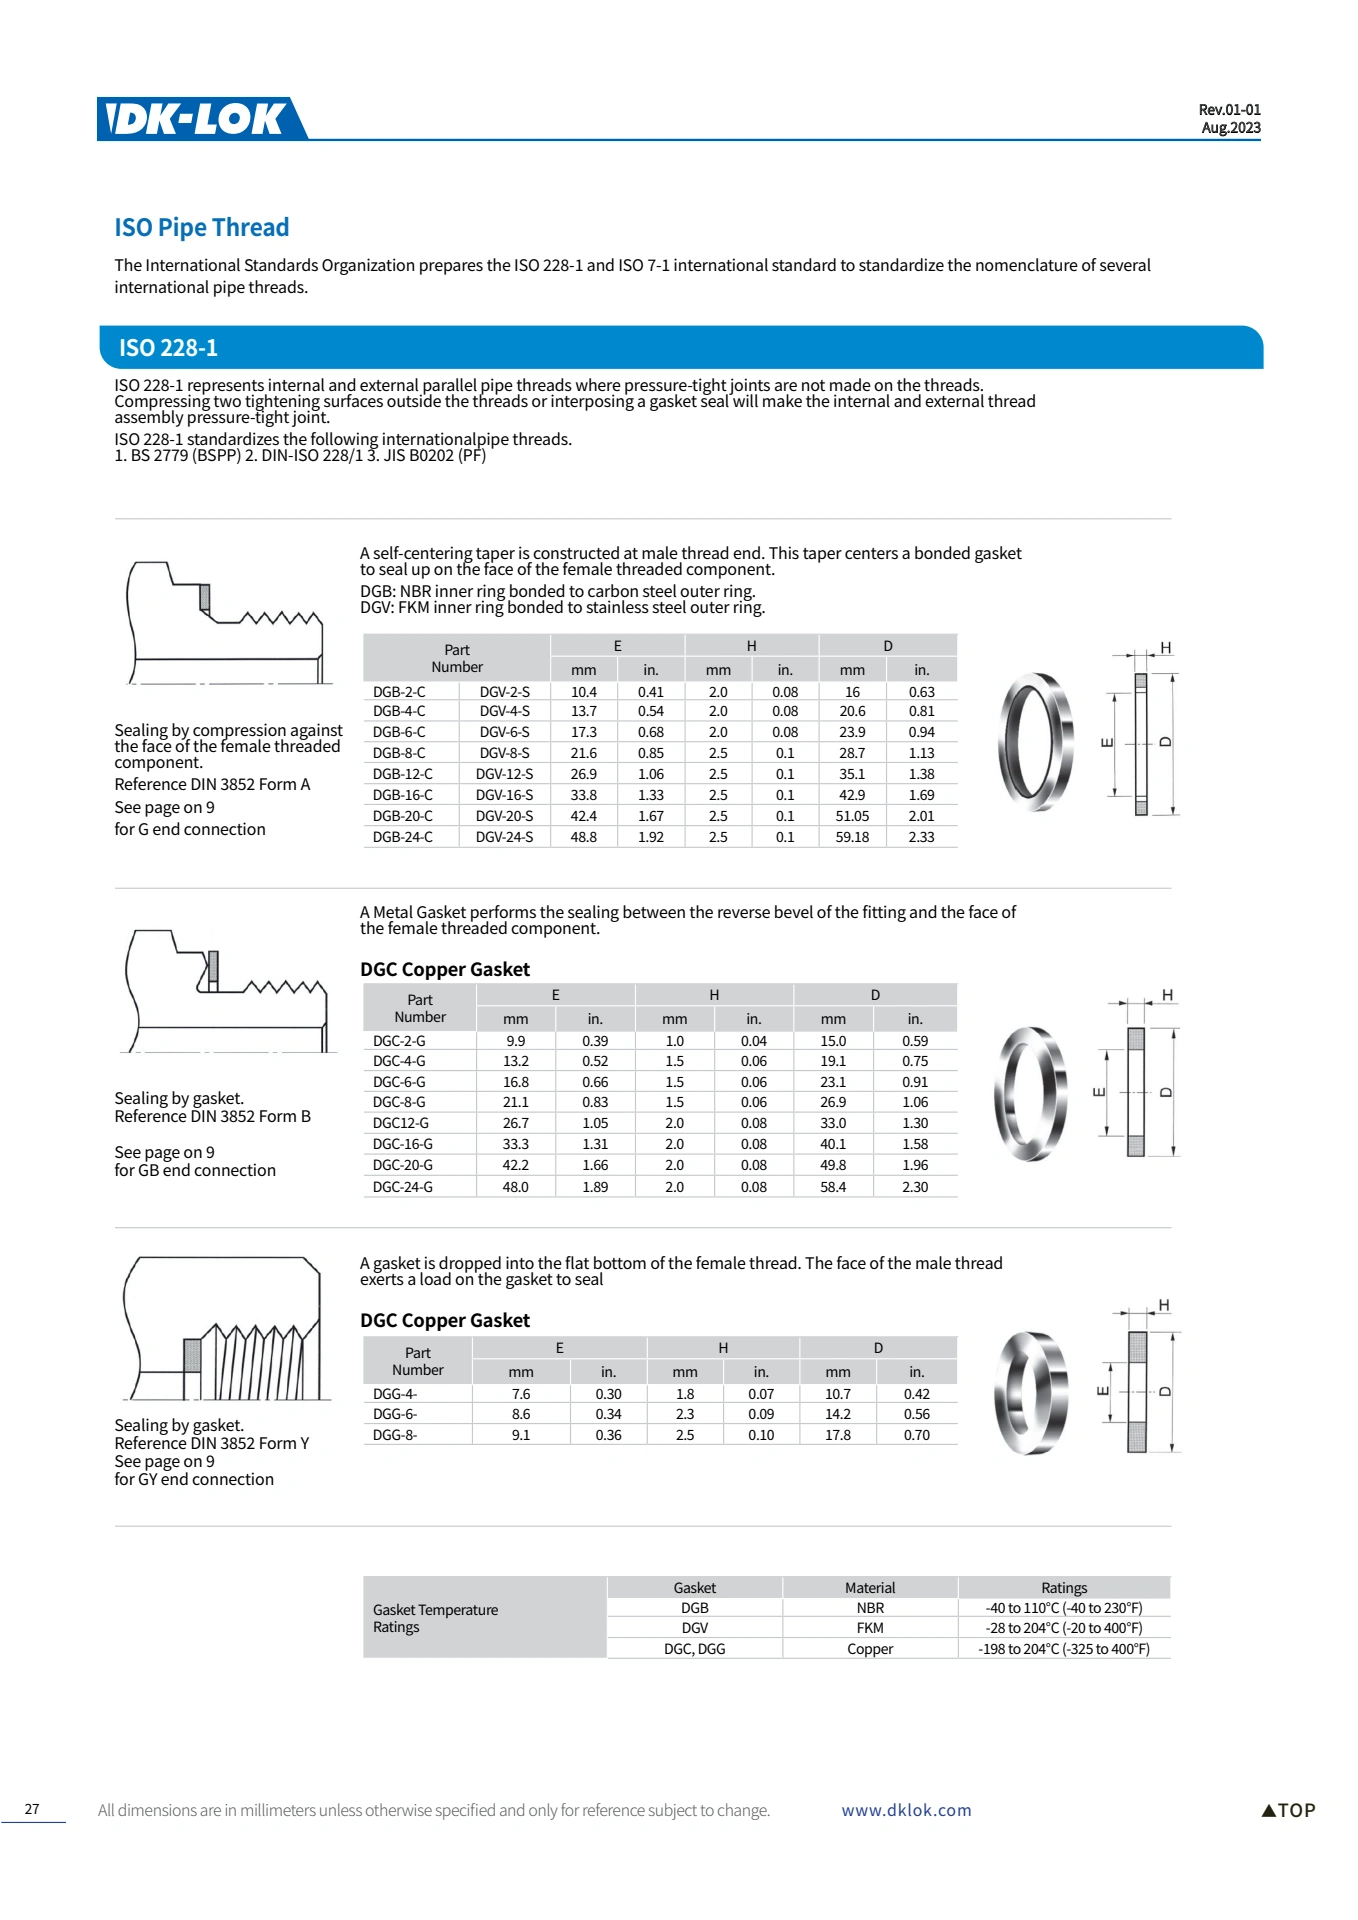 DK-LOK
Rev.01-01
Aug.2023
ISO Pipe Thread
The International Standards Organization prepares the ISO 228-1 and ISO 7-1 international standard to standardize the nomenclature of several
international pipe threads.
ISO 228-1
ISO 228-1 represents internal and external parallel pipe threads where pressure-tight joints are not made on the threads.
Compressing two tightening surfaces outside the threads or interposing a gasket seal will make the internal and external thread
assembly pressure-tight joint.
ISO 228-1 standardizes the following internationalpipe threads.
1. BS 2779 (BSPP) 2. DIN-ISO 228/1 3. JIS B0202 (PF)
Sealing by compression against
the face of the female threaded
component.
Reference DIN 3852 Form A
See page on 9
for G end connection
A self-centering taper is constructed at male thread end. This taper centers a bonded gasket
to seal up on the face of the female threaded component.
DGB: NBR inner ring bonded to carbon steel outer ring.
DGV: FKM inner ring bonded to stainless steel outer ring.
Part Number E H D
mm in. mm in. mm in.
DGB-2-C DGV-2-S 10.4 0.41 2.0 0.08 16 0.63
DGB-4-C DGV-4-S 13.7 0.54 2.0 0.08 20.6 0.81
DGB-6-C DGV-6-S 17.3 0.68 2.0 0.08 23.9 0.94
DGB-8-C DGV-8-S 21.6 0.85 2.5 0.1 28.7 1.13
DGB-12-C DGV-12-S 26.9 1.06 2.5 0.1 35.1 1.38
DGB-16-C DGV-16-S 33.8 1.33 2.5 0.1 42.9 1.69
DGB-20-C DGV-20-S 42.4 1.67 2.5 0.1 51.05 2.01
DGB-24-C DGV-24-S 48.8 1.92 2.5 0.1 59.18 2.33
H
E D
Sealing by gasket.
Reference DIN 3852 Form B
See page on 9
for GB end connection
A Metal Gasket performs the sealing between the reverse bevel of the fitting and the face of
the female threaded component.
DGC Copper Gasket
Part Number E H D
mm in. mm in. mm in.
DGC-2-G 9.9 0.39 1.0 0.04 15.0 0.59
DGC-4-G 13.2 0.52 1.5 0.06 19.1 0.75
DGC-6-G 16.8 0.66 1.5 0.06 23.1 0.91
DGC-8-G 21.1 0.83 1.5 0.06 26.9 1.06
DGC12-G 26.7 1.05 2.0 0.08 33.0 1.30
DGC-16-G 33.3 1.31 2.0 0.08 40.1 1.58
DGC-20-G 42.2 1.66 2.0 0.08 49.8 1.96
DGC-24-G 48.0 1.89 2.0 0.08 58.4 2.30
H
E D
Sealing by gasket.
Reference DIN 3852 Form Y
See page on 9
for GY end connection
A gasket is dropped into the flat bottom of the female thread. The face of the male thread
exerts a load on the gasket to seal
DGC Copper Gasket
Part Number E H D
mm in. mm in. mm in.
DGG-4- 7.6 0.30 1.8 0.07 10.7 0.42
DGG-6- 8.6 0.34 2.3 0.09 14.2 0.56
DGG-8- 9.1 0.36 2.5 0.10 17.8 0.70
H
E D
Gasket Temperature
Ratings
Gasket Material Ratings
DGB NBR -40 to 110°C (-40 to 230°F)
DGV FKM -28 to 204°C (-20 to 400°F)
DGC, DGG Copper -198 to 204°C (-325 to 400°F)
27
All dimensions are in millimeters unless otherwise specified and only for reference subject to change.
www.dklok.com
▲TOP